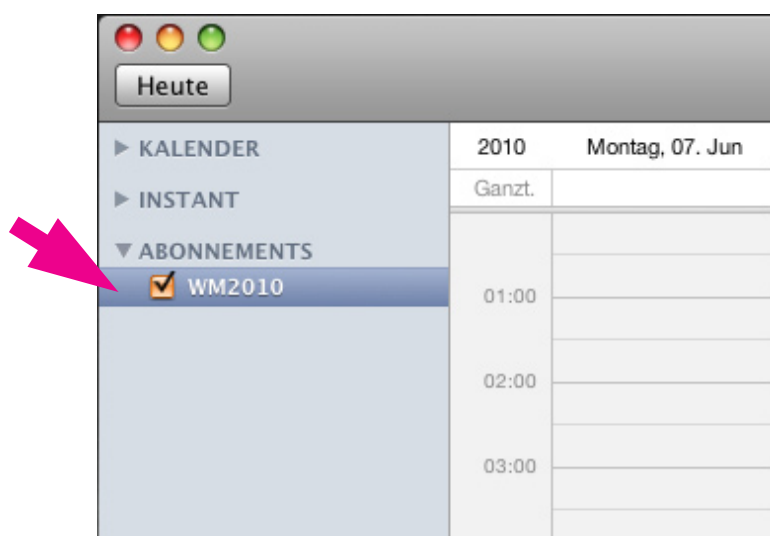 Heute
KALENDER
INSTANT
ABONNEMENTS
WM2010
2010 Montag, 07. Jun
Ganzt.
01:00
02:00
03:00